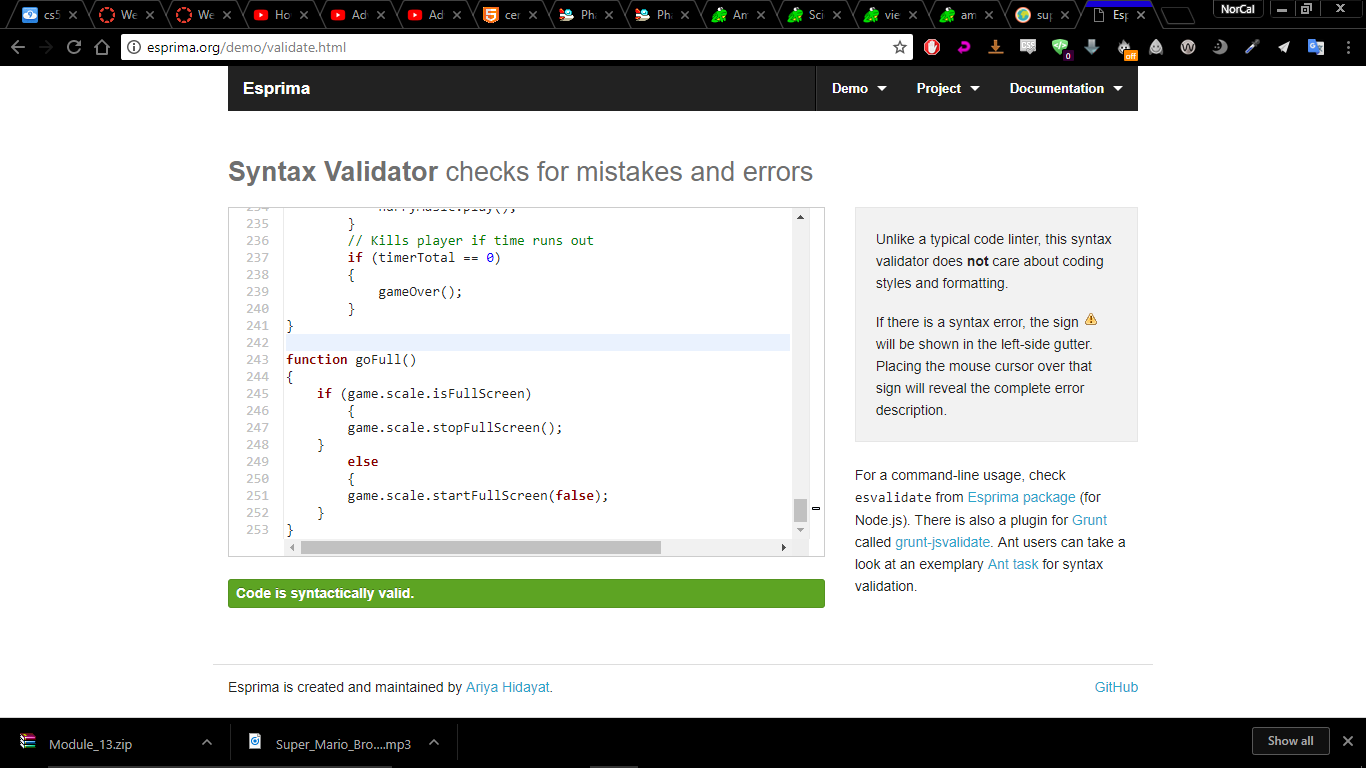 cs5
We
We
Ho
Adv
Ad
cer
Pha
Pha
An
Sci
vie
am
sup
Esp
NorCal
esprima.org/demo/validate.html
0
off
Esprima
Demo
Project
Documentation
Syntax Validator checks for mistakes and errors
235 }
236 // Kills player if time runs out
237 if (timerTotal == 0)
238 {
239 gameOver();
240 }
241 }
242
243 function goFull()
244 {
245 if (game.scale.isFullScreen)
246 {
247 game.scale.stopFullScreen();
248 }
249 else
250 {
251 game.scale.startFullScreen(false);
252 }
253 }
Code is syntactically valid.
Unlike a typical code linter, this syntax
validator does not care about coding
styles and formatting.
If there is a syntax error, the sign
will be shown in the left-side gutter.
Placing the mouse cursor over that
sign will reveal the complete error
description.
For a command-line usage, check
esvalidate from Esprima package (for
Node.js). There is also a plugin for Grunt
called grunt-jsvalidate. Ant users can take a
look at an exemplary Ant task for syntax
validation.
Esprima is created and maintained by Ariya Hidayat.
GitHub
Module_13.zip
Super_Mario_Bro....mp3
Show all